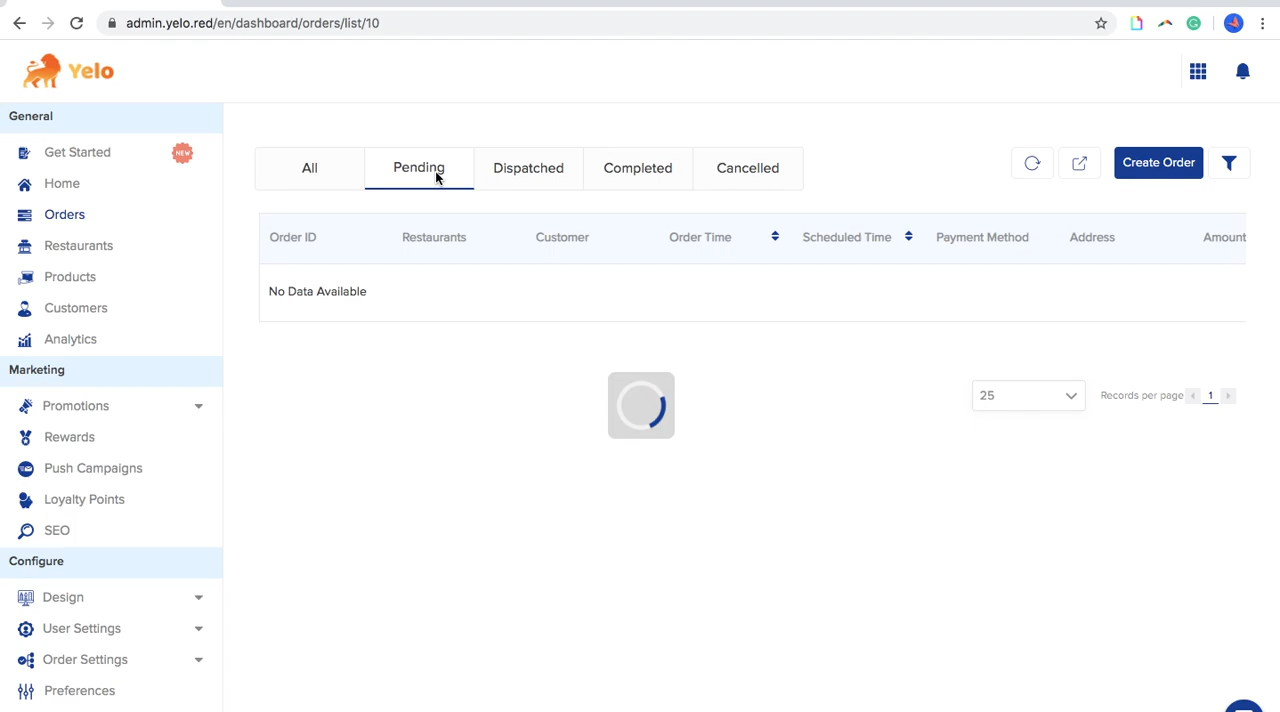 admin.yelo.red/en/dashboard/orders/list/10
Yelo
General
Get Started NEW
Home
Orders
Restaurants
Products
Customers
Analytics
Marketing
Promotions
Rewards
Push Campaigns
Loyalty Points
SEO
Configure
Design
User Settings
Order Settings
Preferences
All Pending Dispatched Completed Cancelled Create Order
Order ID Restaurants Customer Order Time Scheduled Time Payment Method Address Amount
No Data Available
25 Records per page 1